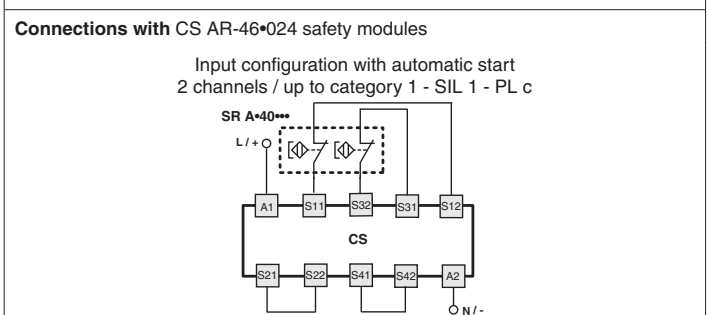 Connections with CS AR-46•024 safety modules
Input configuration with automatic start
2 channels / up to category 1 - SIL 1 - PL c
SR A•40•••
L / +
A1 S11 S32 S31 S12
CS
S21 S22 S41 S42 A2
N / -